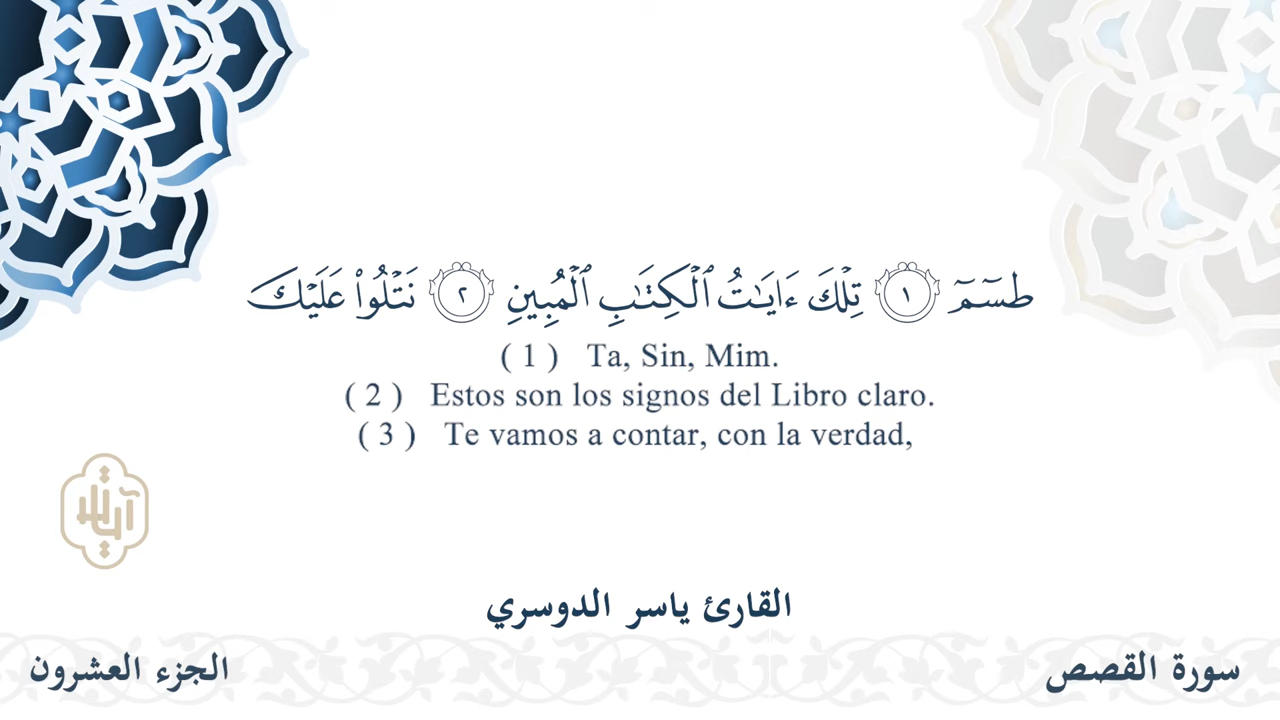 طسٓمٓ ١ تِلۡكَ ءَايَٰتُ ٱلۡكِتَٰبِ ٱلۡمُبِينِ ٢ نَتۡلُواْ عَلَيۡكَ
( 1 ) Ta, Sin, Mim.
( 2 ) Estos son los signos del Libro claro.
( 3 ) Te vamos a contar, con la verdad,
القارئ ياسر الدوسري
سورة القصص
الجزء العشرون